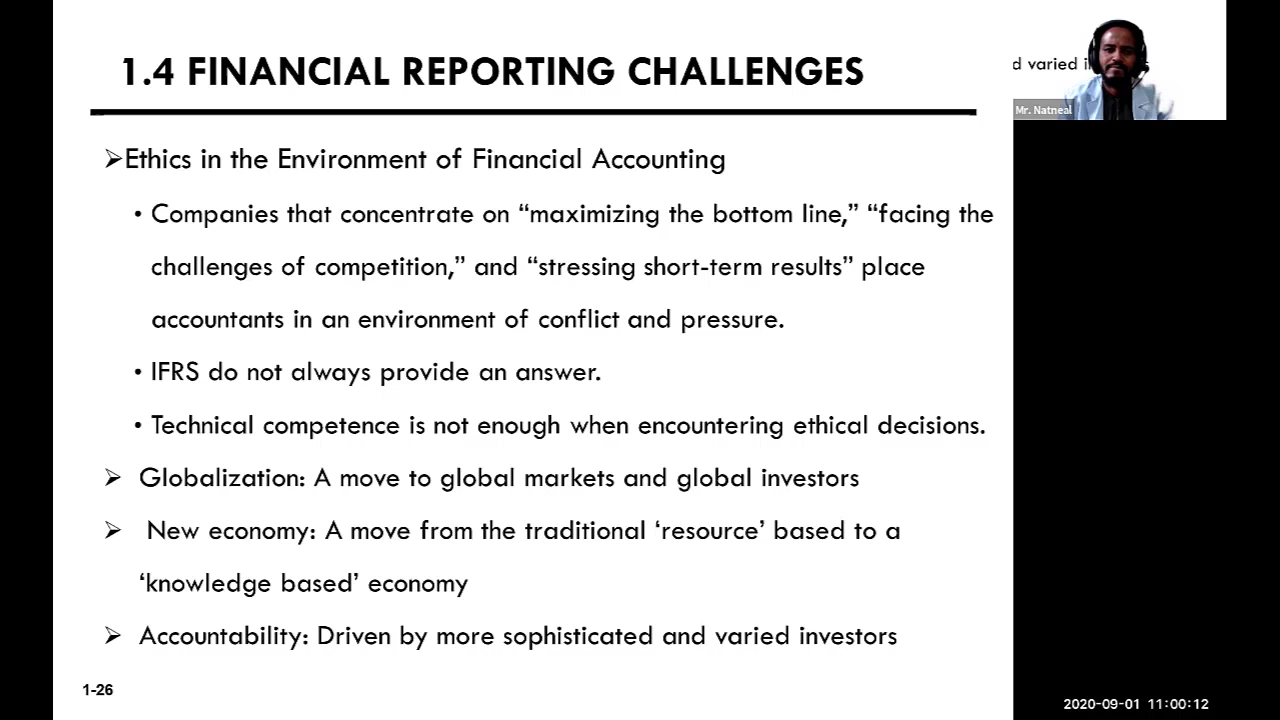 1.4 FINANCIAL REPORTING CHALLENGES
➢Ethics in the Environment of Financial Accounting
• Companies that concentrate on “maximizing the bottom line,” “facing the
challenges of competition,” and “stressing short-term results” place
accountants in an environment of conflict and pressure.
• IFRS do not always provide an answer.
• Technical competence is not enough when encountering ethical decisions.
➢ Globalization: A move to global markets and global investors
➢ New economy: A move from the traditional ‘resource’ based to a
‘knowledge based’ economy
➢ Accountability: Driven by more sophisticated and varied investors
1-26
d varied
Mr. Natneal
2020-09-01 11:00:12